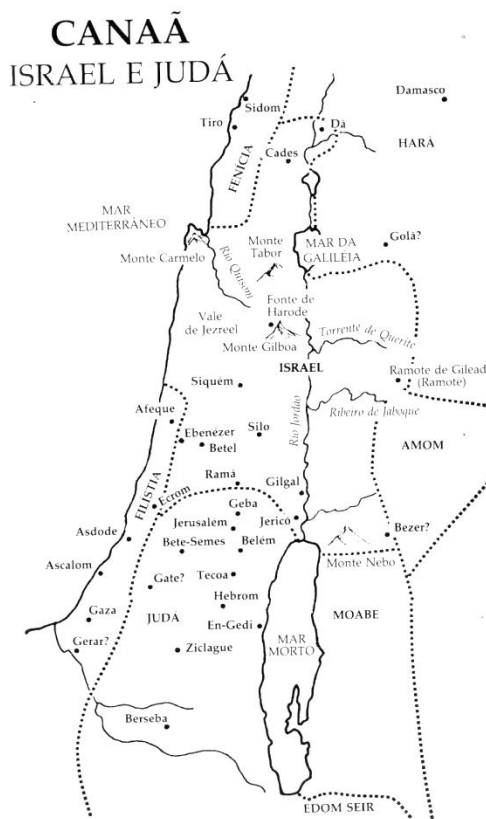 CANAÃ
ISRAEL E JUDÁ
Damasco
Sidom
Tiro
Dá
HARÁ
Cades
FENÍCIA
MAR
MEDITERRÂNEO
Golá?
Monte
Tabor
MAR DA
GALILEIA
Monte Carmelo
Rio Quisom
Fonte de
Harode
Vale
de Jezreel
Torrente de Querite
Monte Gilboa
ISRAEL
Ramote de Gilead
(Ramote)
Siquém
Afeque
Rio Jordão
Ribeiro de Jaboque
Silo
Ebenézer
Betel
AMOM
Ramá
Gilgal
FILÍSTIA
Ecrom
Geba
Jerusalém
Jericó
Bezer?
Asdode
Bete-Semes
Belém
Monte Nebo
Ascalom
Gate?
Tecoa
Hebrom
Gaza
JUDÁ
En-Gedi
MOABE
Gerar?
Ziclague
MAR
MORTO
Berseba
EDOM SEIR